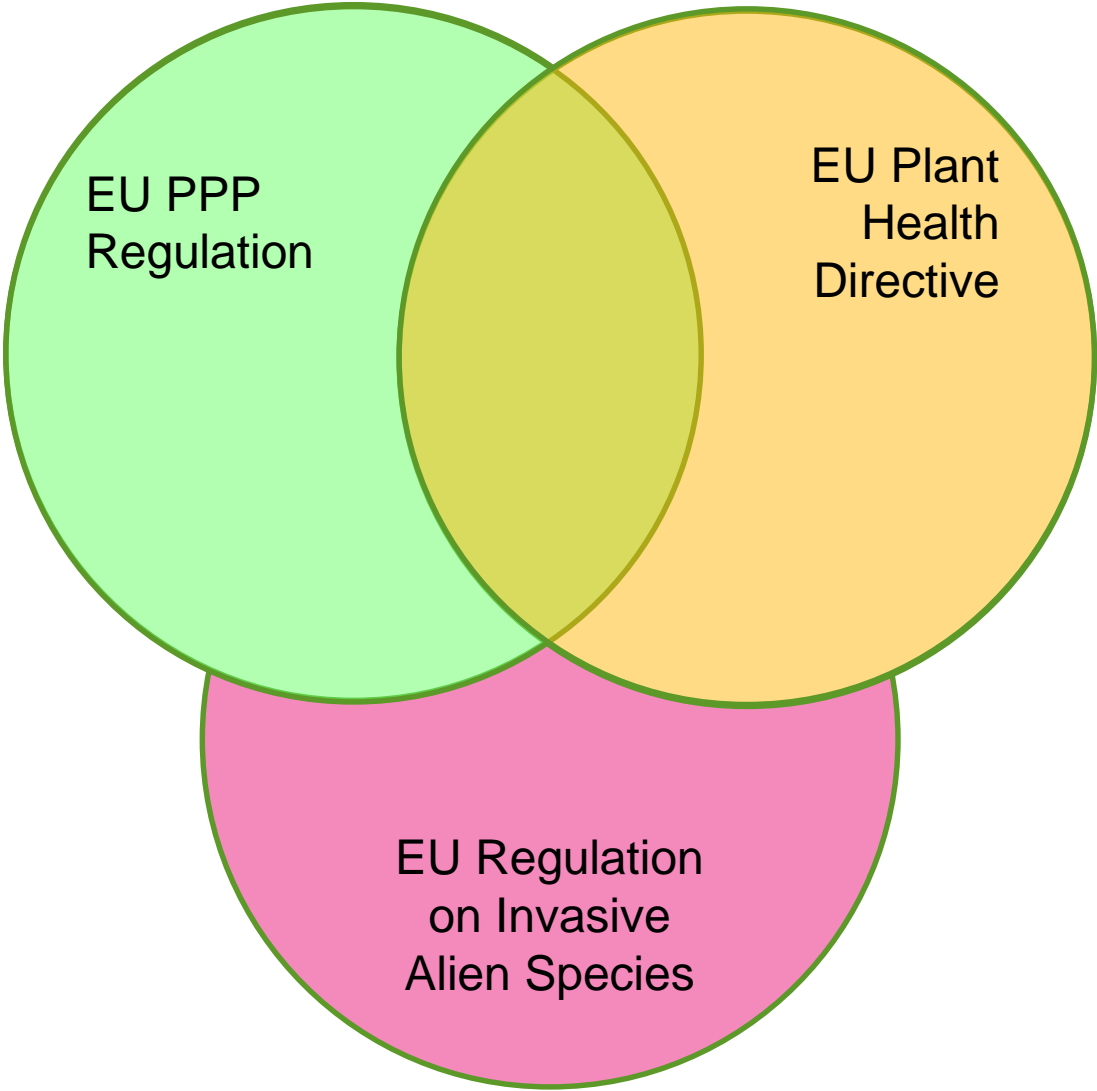 EU PPP
Regulation
EU Plant
Health
Directive
EU Regulation
on Invasive
Alien Species